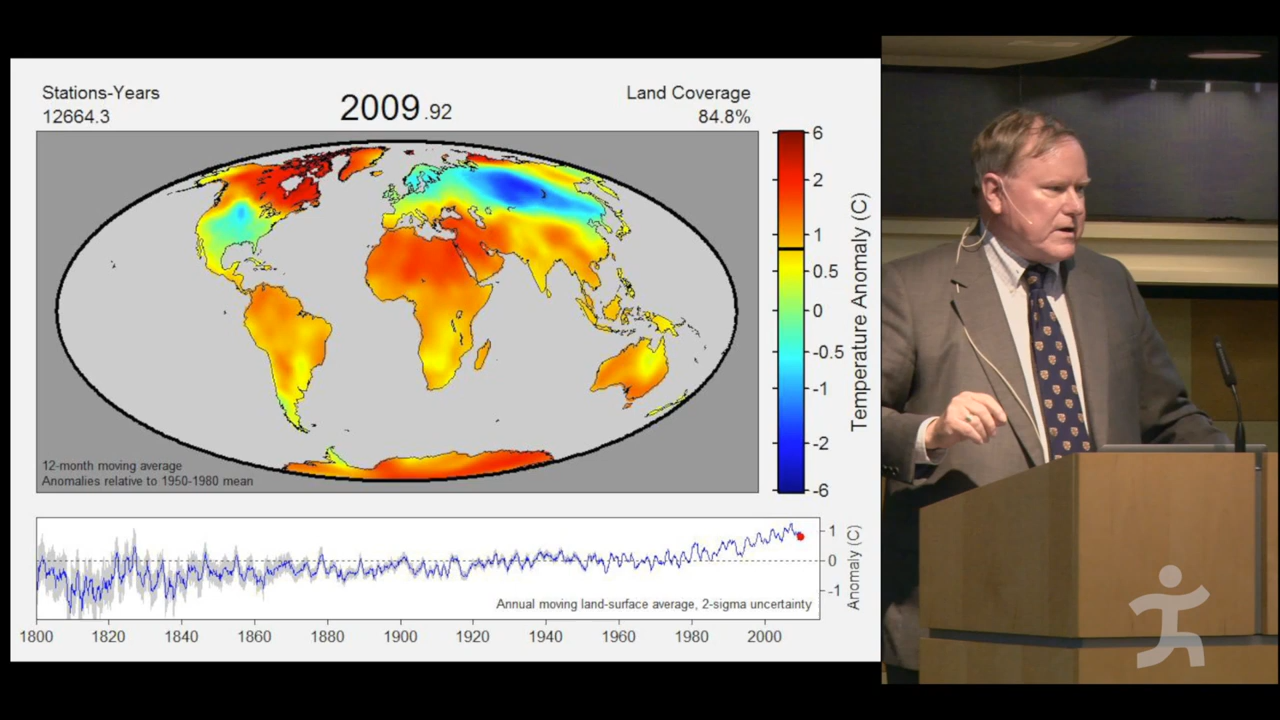 Stations-Years
12664.3
2009.92
Land Coverage
84.8%
6
2
1
0.5
0
-0.5
-1
-2
-6
Temperature Anomaly (C)
12-month moving average
Anomalies relative to 1950-1980 mean
1
0
-1
Anomaly (C)
Annual moving land-surface average, 2-sigma uncertainty
1800 1820 1840 1860 1880 1900 1920 1940 1960 1980 2000